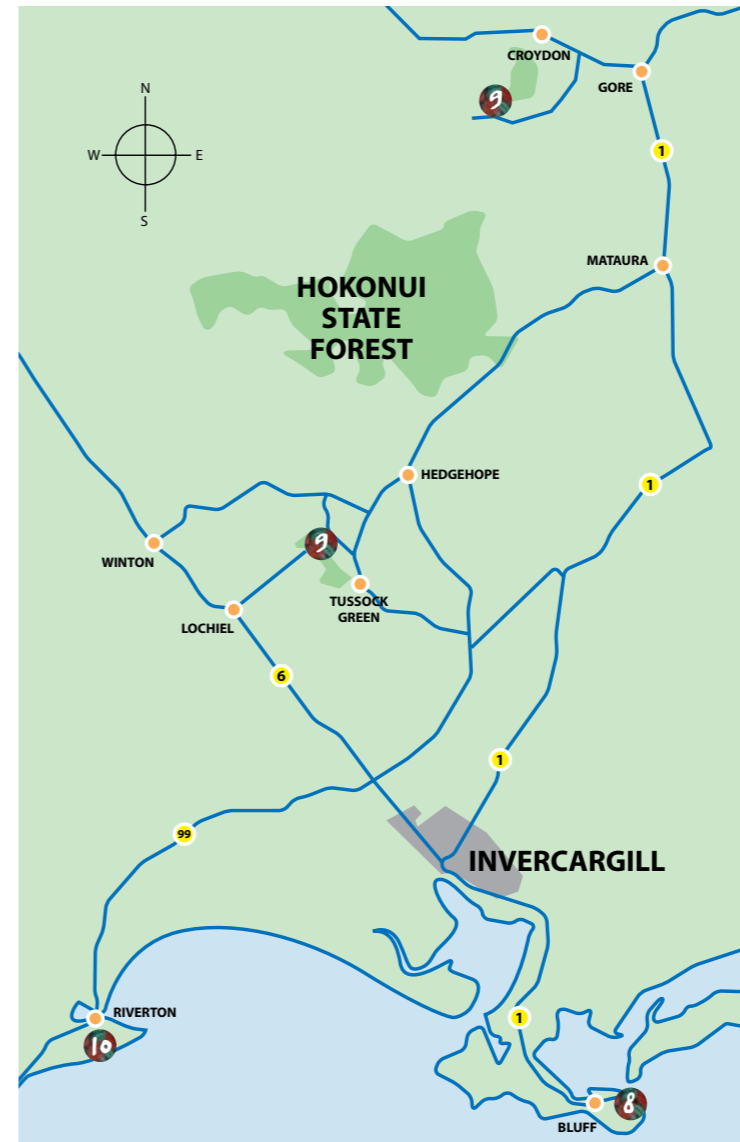 CROYDON
GORE
9
N
W
E
S
1
MATAURA
HOKONUI
STATE
FOREST
HEDGEHOPE
1
9
WINTON
TUSSOCK
GREEN
LOCHIEL
6
1
99
INVERCARGILL
RIVERTON
1
10
8
BLUFF